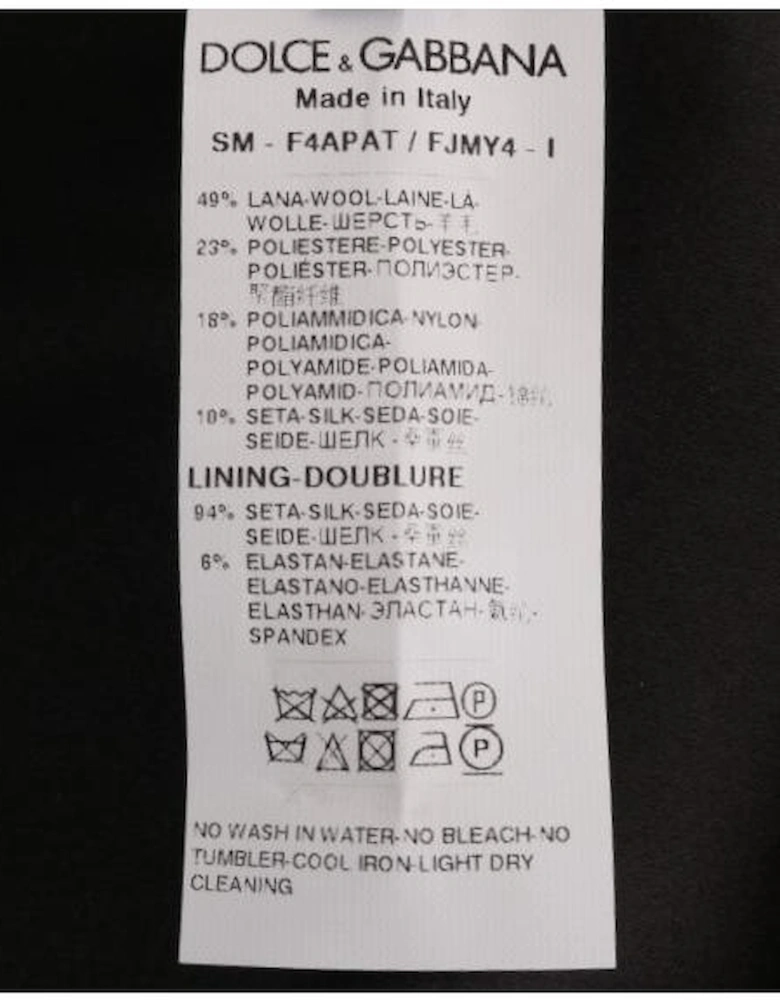 DOLCE & GABBANA
Made in Italy
SM - F4APAT / FJMY4 - I
49% LANA-WOOL-LAINE-LA-
WOLLE-ШЕРСТЬ-羊毛
23% POLIESTERE-POLYESTER-
POLIÉSTER-ПОЛИЭСТЕР-
聚酯纤维
18% POLIAMMIDICA-NYLON-
POLIAMIDICA-
POLYAMIDE-POLIAMIDA-
POLYAMID-ПОЛИАМИД-
10% SETA-SILK-SEDA-SOIE-
SEIDE-ШЕЛК -
LINING-DOUBLURE
94% SETA-SILK-SEDA-SOIE-
SEIDE-ШЕЛК -
6% ELASTAN-ELASTANE-
ELASTANO-ELASTHANNE-
ELASTHAN-ЭЛАСТАН-
SPANDEX
P
P
NO WASH IN WATER-NO BLEACH-NO
TUMBLER-COOL IRON-LIGHT DRY
CLEANING